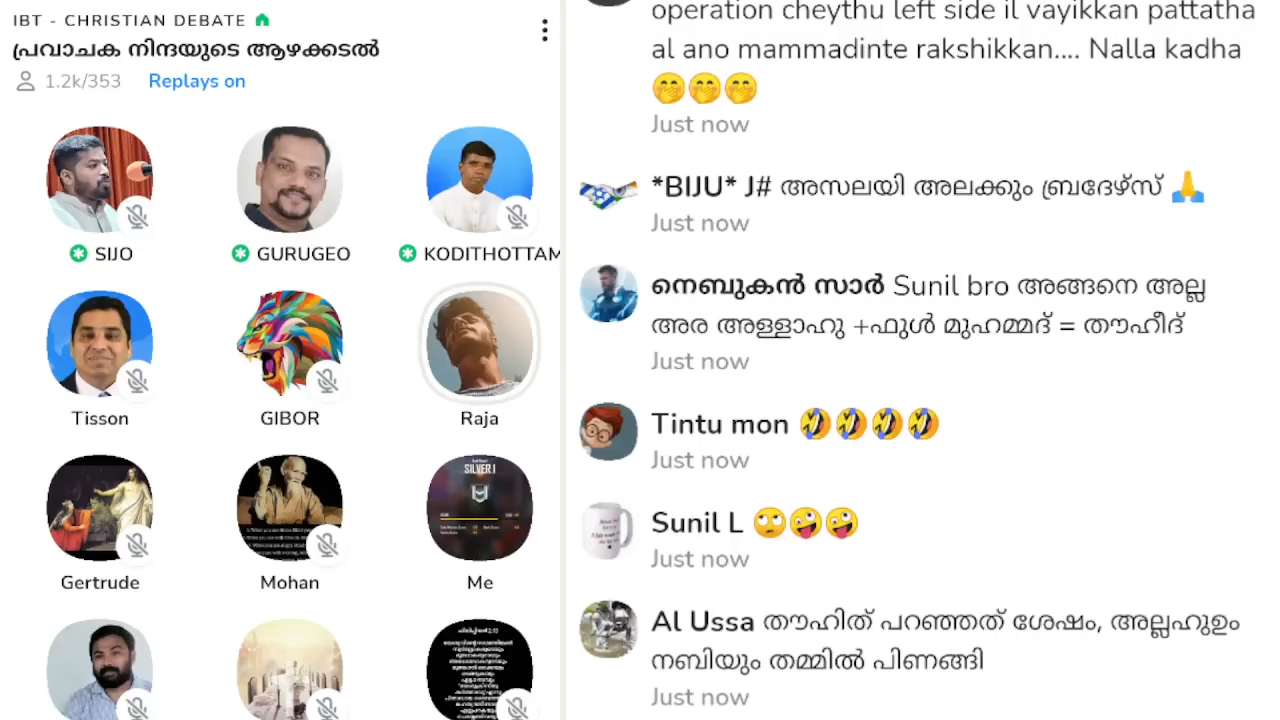 IBT - CHRISTIAN DEBATE
പ്രവാചക നിന്ദയുടെ ആഴക്കടൽ
1.2k/353 Replays on
SIJO GURUGEO KODITHOTTAM
Tisson GIBOR Raja
SILVER I
Gertrude Mohan Me
operation cheythu left side il vayikkan pattatha
al ano mammadinte rakshikkan.... Nalla kadha
🤭🤭🤭
Just now
*BIJU* J# അസലയി അലക്കും ബ്രദേഴ്സ് 🙏
Just now
നെബുകൻ സാർ Sunil bro അങ്ങനെ അല്ല
അര അള്ളാഹു +ഫുൾ മുഹമ്മദ് = തൗഹീദ്
Just now
Tintu mon 🤣🤣🤣🤣
Just now
Sunil L 🙄🤪🤪
Just now
Al Ussa തൗഹിത് പറഞ്ഞത് ശേഷം, അല്ലഹുഉം
നബിയും തമ്മിൽ പിണങ്ങി
Just now